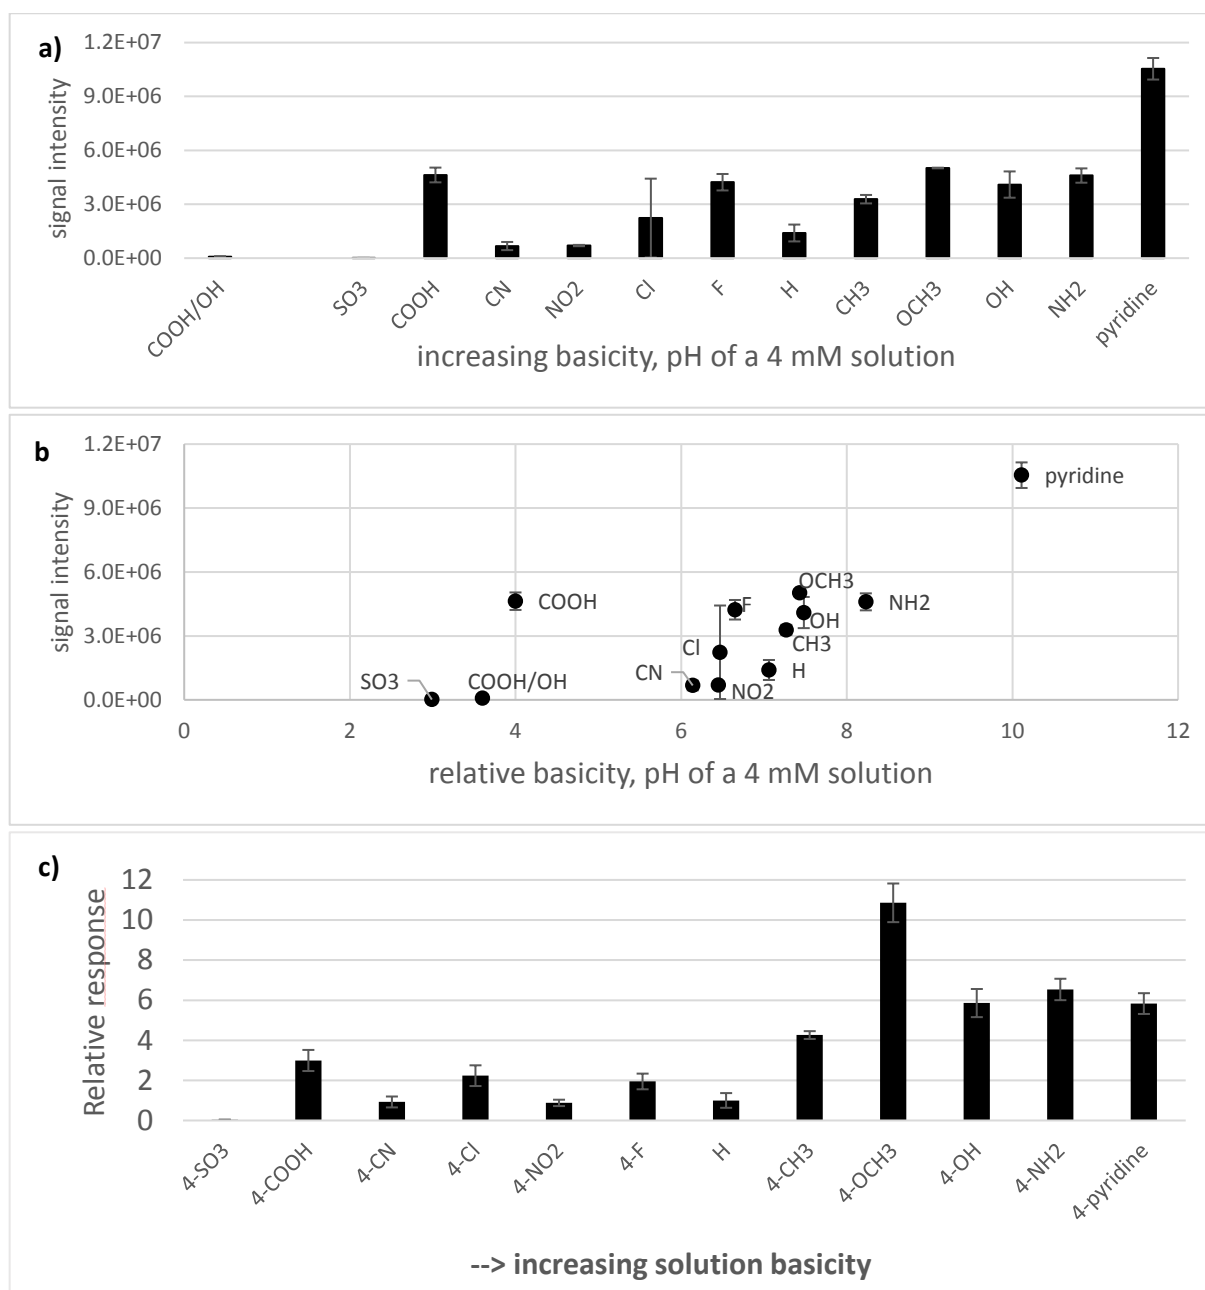 a)
signal intensity
1.2E+07
9.0E+06
6.0E+06
3.0E+06
0.0E+00
COOH/OH
SO3
COOH
CN
NO2
Cl
F
H
CH3
OCH3
OH
NH2
pyridine
increasing basicity, pH of a 4 mM solution
b
signal intensity
1.2E+07
9.0E+06
6.0E+06
3.0E+06
0.0E+00
pyridine
OCH3
COOH
F
NH2
OH
Cl
CH3
SO3
COOH/OH
CN
NO2
H
0 2 4 6 8 10 12
relative basicity, pH of a 4 mM solution
c)
Relative response
12
10
8
6
4
2
0
4-SO3
4-COOH
4-CN
4-Cl
4-NO2
4-F
H
4-CH3
4-OCH3
4-OH
4-NH2
4-pyridine
--> increasing solution basicity